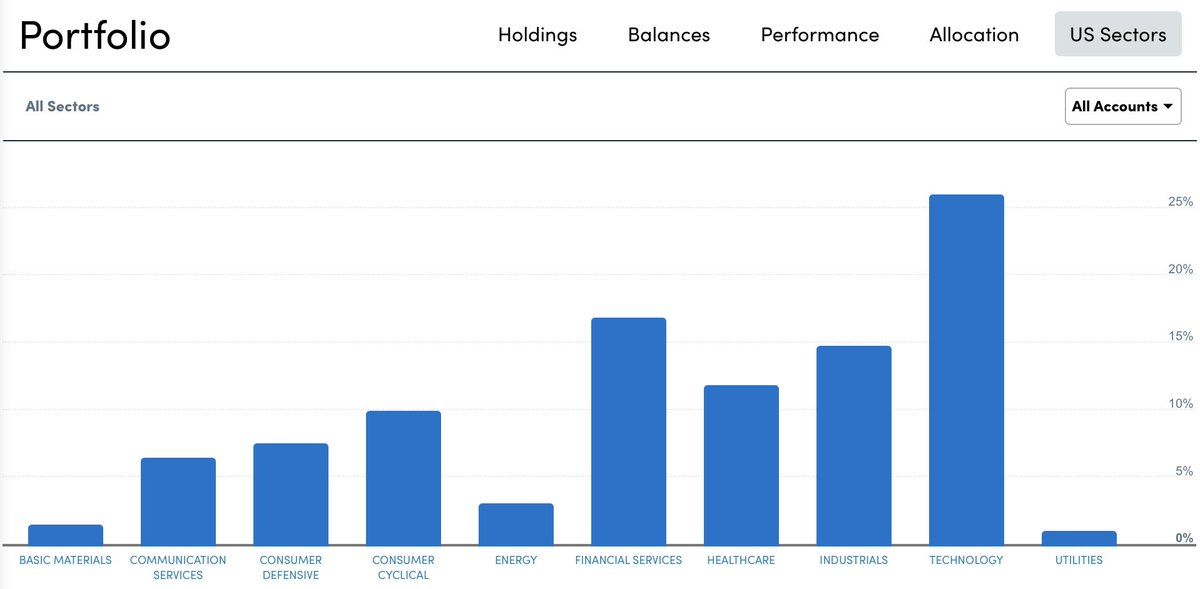 Portfolio
Holdings
Balances
Performance
Allocation
US Sectors
All Sectors
All Accounts
25%
20%
15%
10%
5%
0%
BASIC MATERIALS
COMMUNICATION
SERVICES
CONSUMER
DEFENSIVE
CONSUMER
CYCLICAL
ENERGY
FINANCIAL SERVICES
HEALTHCARE
INDUSTRIALS
TECHNOLOGY
UTILITIES